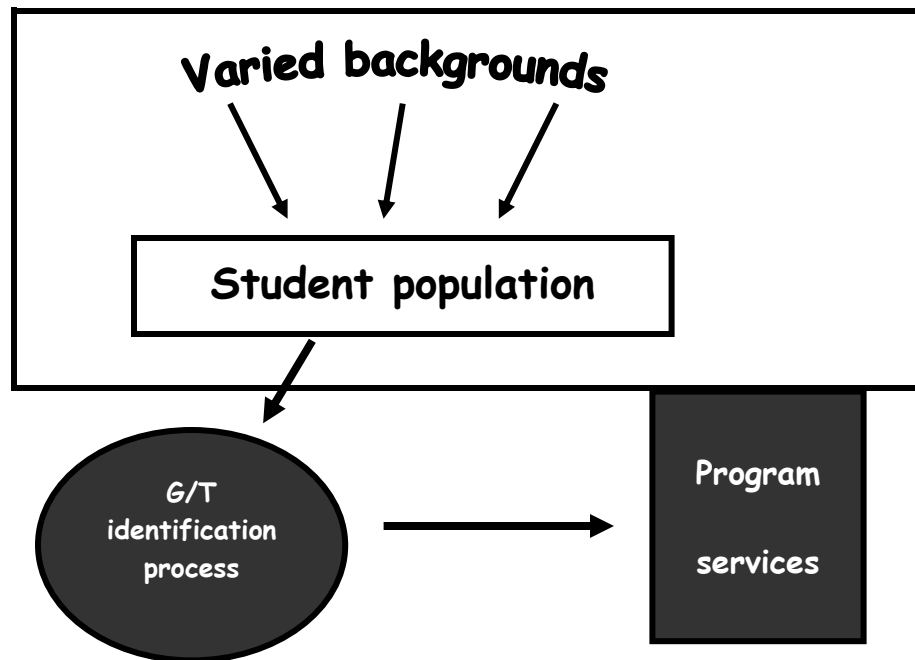 Varied backgrounds
Student population
G/T
identification
process
Program
services